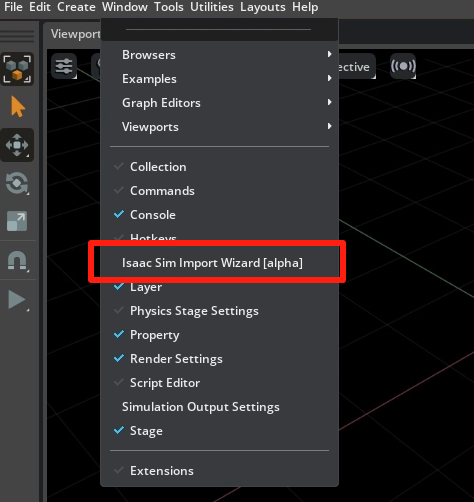 File Edit Create Window Tools Utilities Layouts Help
Viewport
Browsers
ective
Examples
Graph Editors
Viewports
Collection
Commands
Console
Hotkeys
Isaac Sim Import Wizard [alpha]
Layer
Physics Stage Settings
Property
Render Settings
Script Editor
Simulation Output Settings
Stage
Extensions